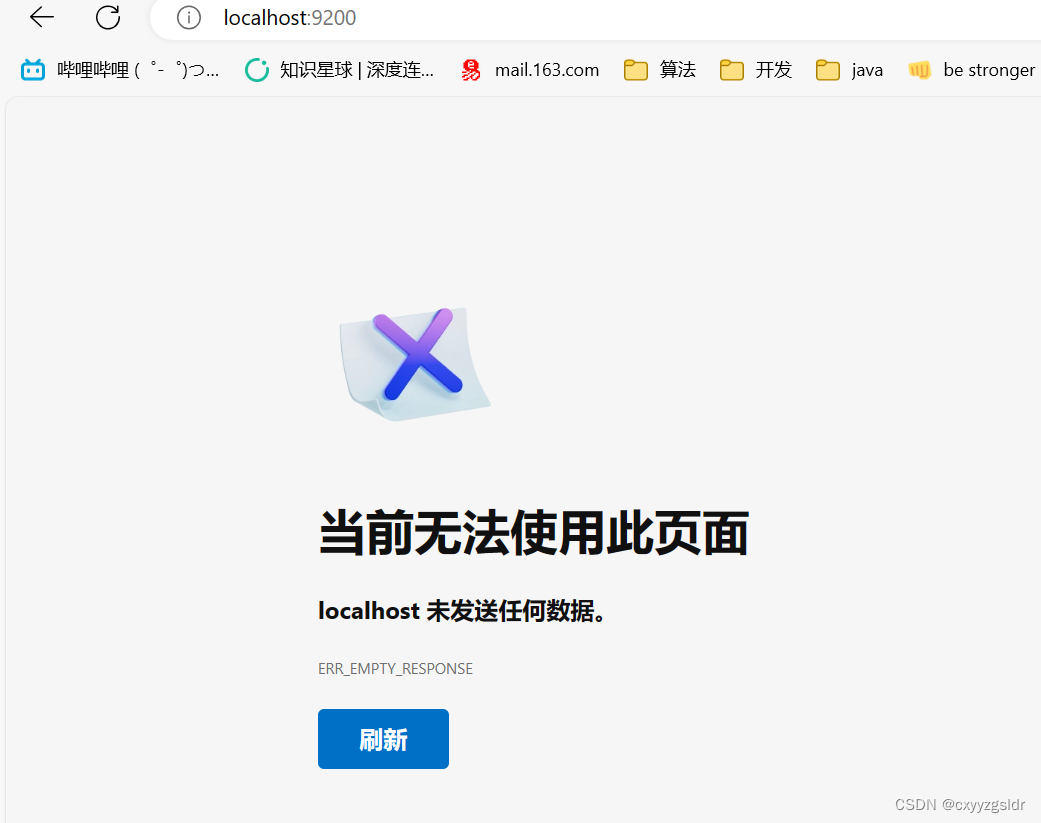 localhost:9200
哔哩哔哩 (゜-゜)つ... 知识星球 | 深度连... mail.163.com 算法 开发 java be stronger
当前无法使用此页面
localhost 未发送任何数据。
ERR_EMPTY_RESPONSE
刷新
CSDN @cxyyzgsldr